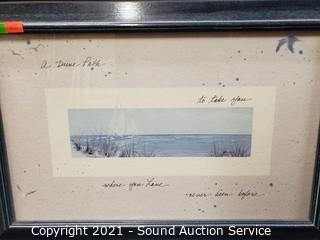 a Dune Path
to take you
where you have
never been before
Copyright 2021 - Sound Auction Service